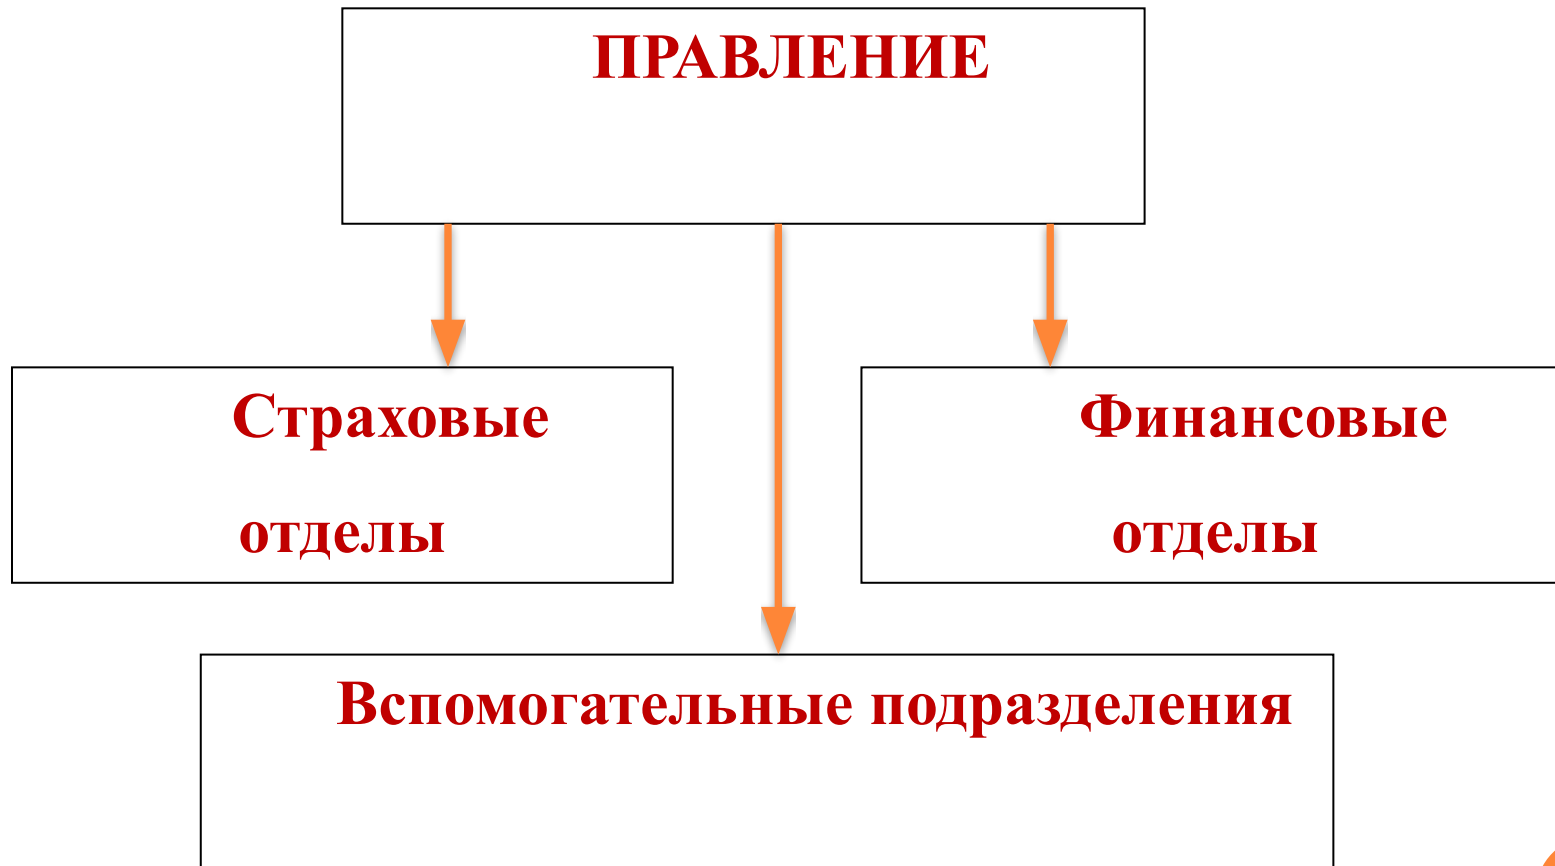 ПРАВЛЕНИЕ
Страховые
отделы
Финансовые
отделы
Вспомогательные подразделения